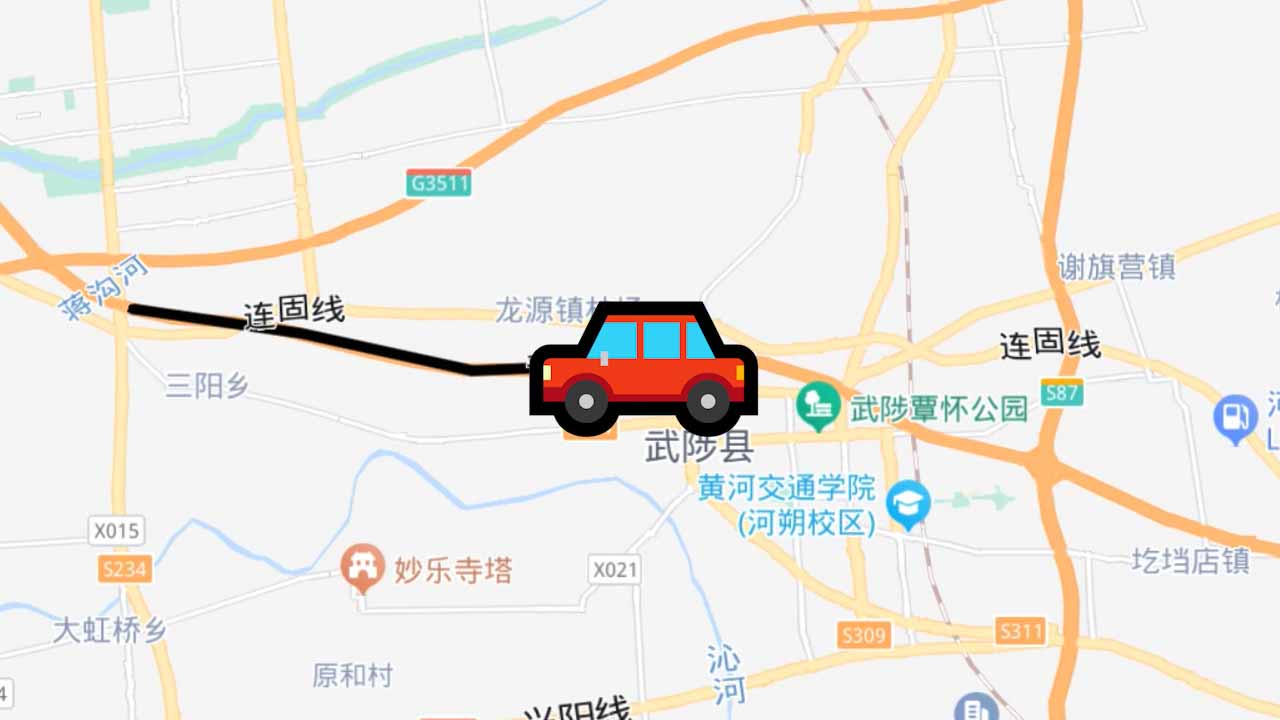 G3511
蒋沟河
连固线
龙源镇
谢旗营镇
连固线
三阳乡
S87
武陟覃怀公园
武陟县
黄河交通学院
(河朔校区)
X015
S234
妙乐寺塔
X021
圪垱店镇
大虹桥乡
S309
S311
原和村
沁河
兴阳线